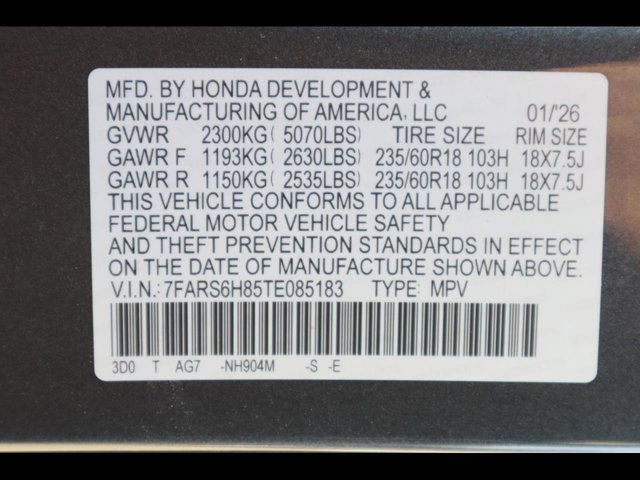 MFD. BY HONDA DEVELOPMENT &
MANUFACTURING OF AMERICA, LLC 01/'26
GVWR 2300KG( 5070LBS) TIRE SIZE RIM SIZE
GAWR F 1193KG( 2630LBS) 235/60R18 103H 18X7.5J
GAWR R 1150KG( 2535LBS) 235/60R18 103H 18X7.5J
THIS VEHICLE CONFORMS TO ALL APPLICABLE
FEDERAL MOTOR VEHICLE SAFETY
AND THEFT PREVENTION STANDARDS IN EFFECT
ON THE DATE OF MANUFACTURE SHOWN ABOVE.
V.I.N.: 7FARS6H85TE085183 TYPE: MPV
3D0 T AG7 -NH904M -S -E